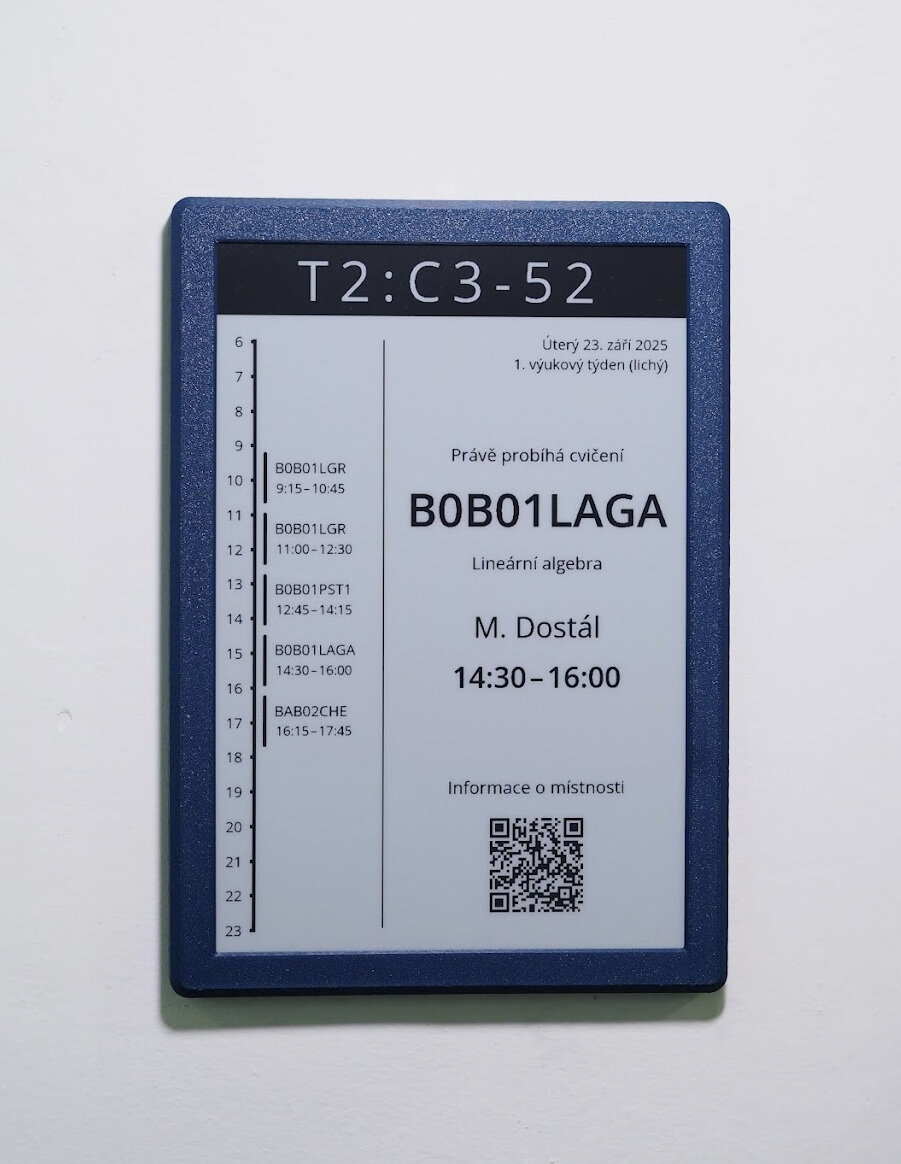 T2:C3-52
6
7
8
9
10
11
12
13
14
15
16
17
18
19
20
21
22
23
B0B01LGR
9:15–10:45
B0B01LGR
11:00–12:30
B0B01PST1
12:45–14:15
B0B01LAGA
14:30–16:00
BAB02CHE
16:15–17:45
Úterý 23. září 2025
1. výukový týden (lichý)
Právě probíhá cvičení
B0B01LAGA
Lineární algebra
M. Dostál
14:30–16:00
Informace o místnosti